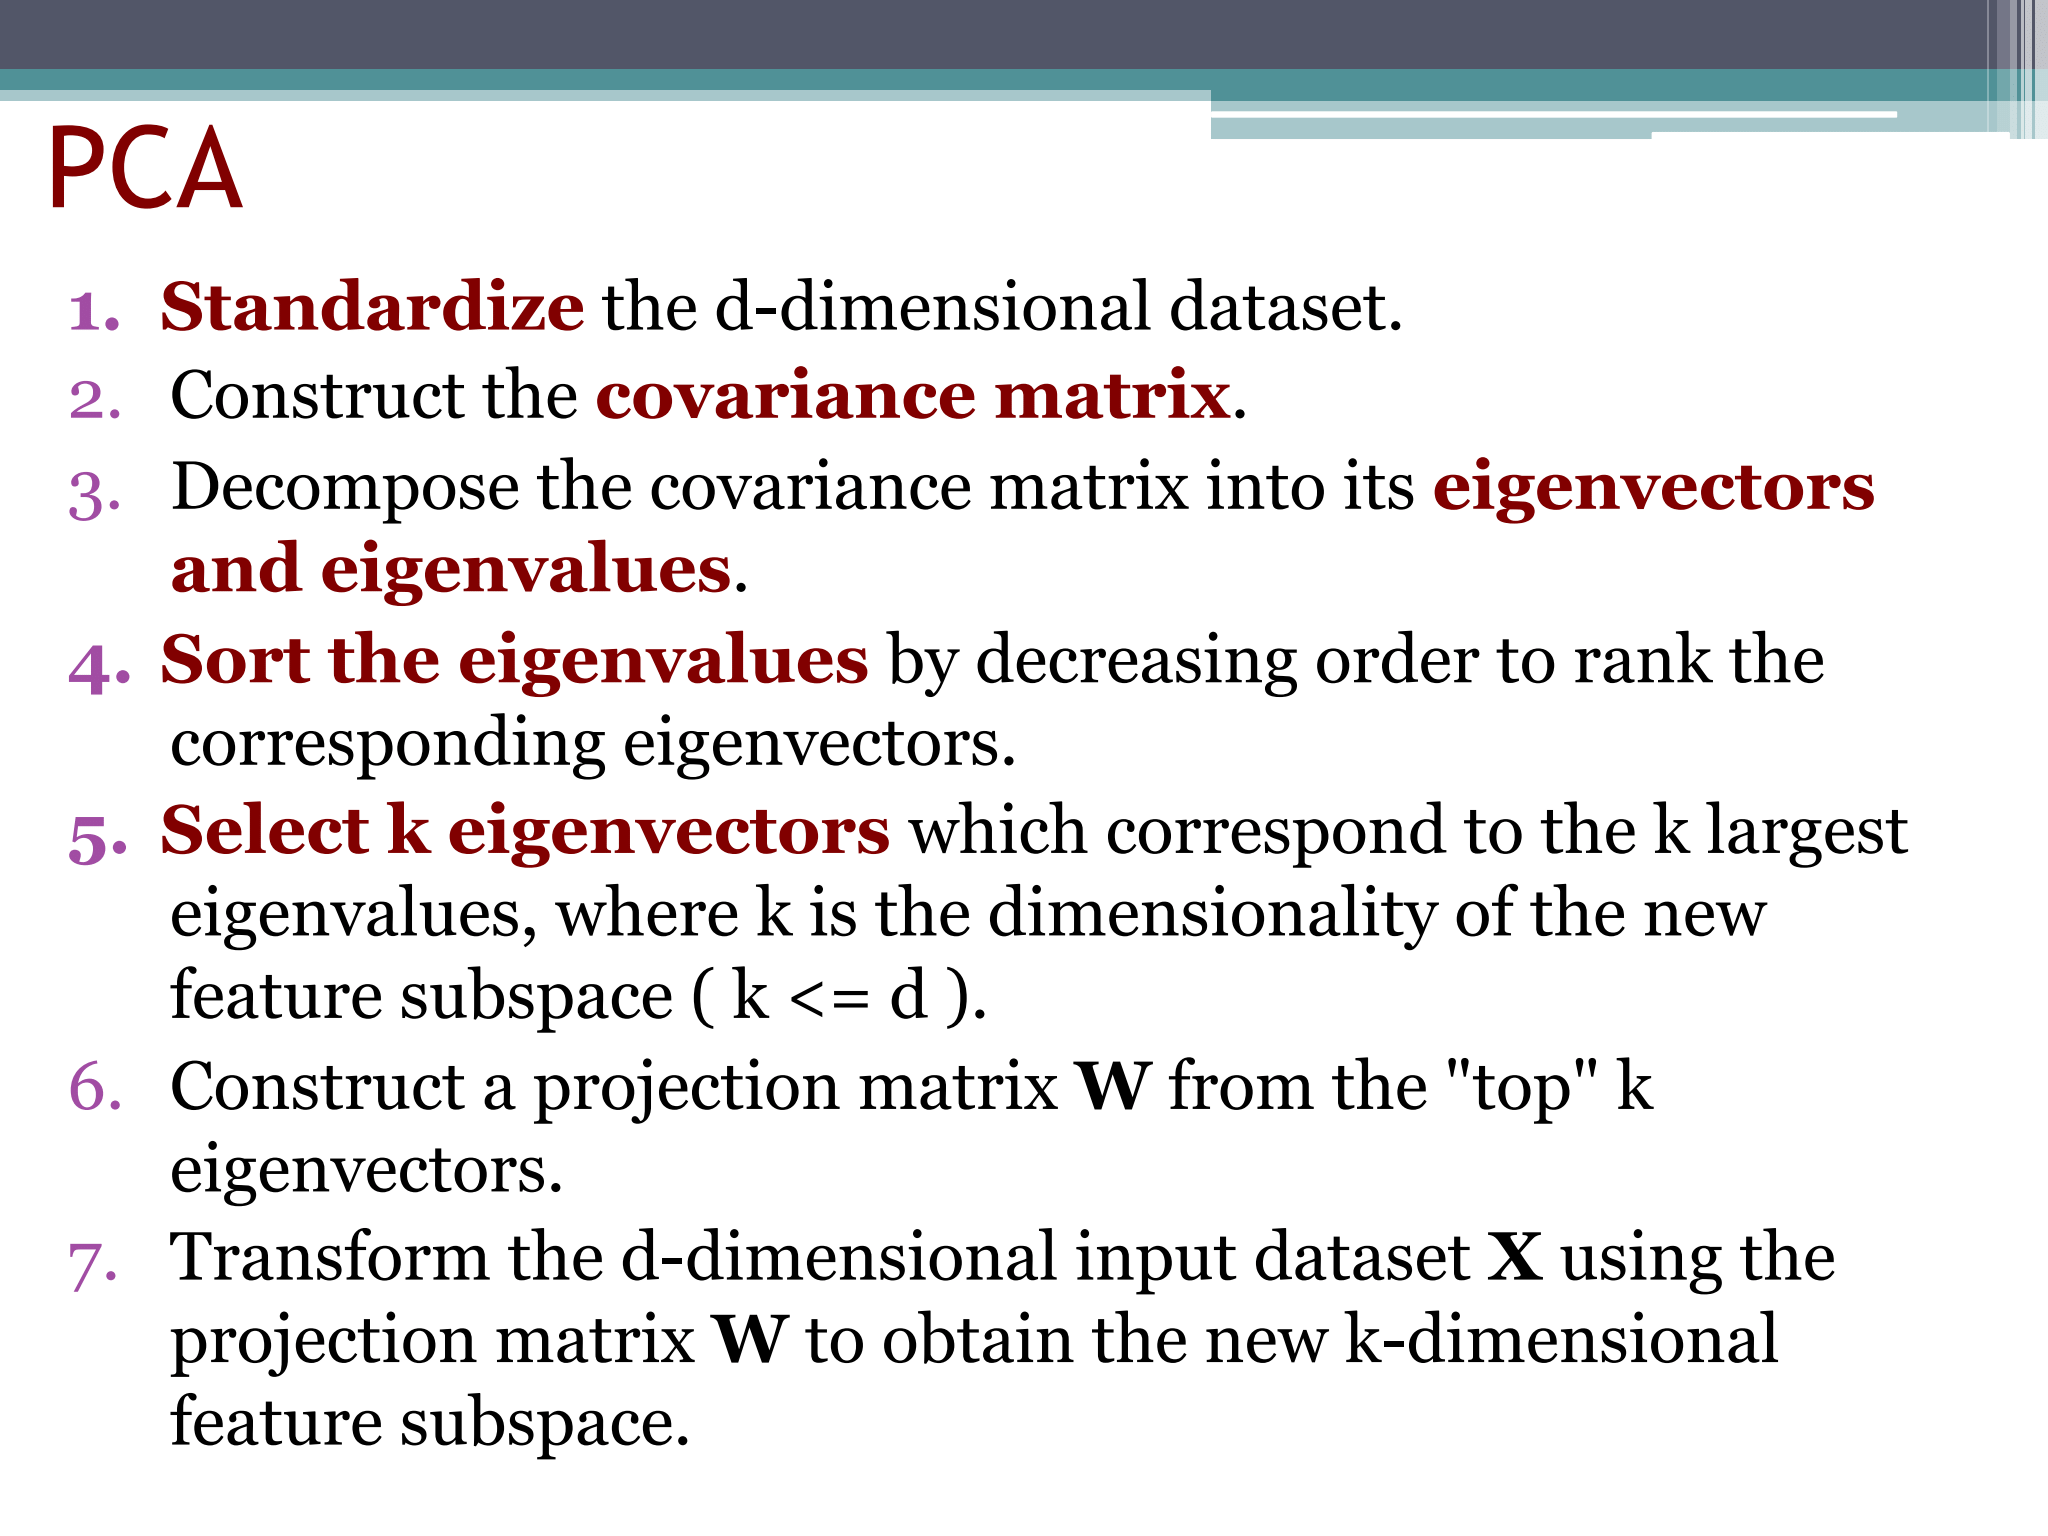 PCA
1. Standardize the d-dimensional dataset.
2. Construct the covariance matrix.
3. Decompose the covariance matrix into its eigenvectors
and eigenvalues.
4. Sort the eigenvalues by decreasing order to rank the
corresponding eigenvectors.
5. Select k eigenvectors which correspond to the k largest
eigenvalues, where k is the dimensionality of the new
feature subspace ( k <= d ).
6. Construct a projection matrix W from the "top" k
eigenvectors.
7. Transform the d-dimensional input dataset X using the
projection matrix W to obtain the new k-dimensional
feature subspace.